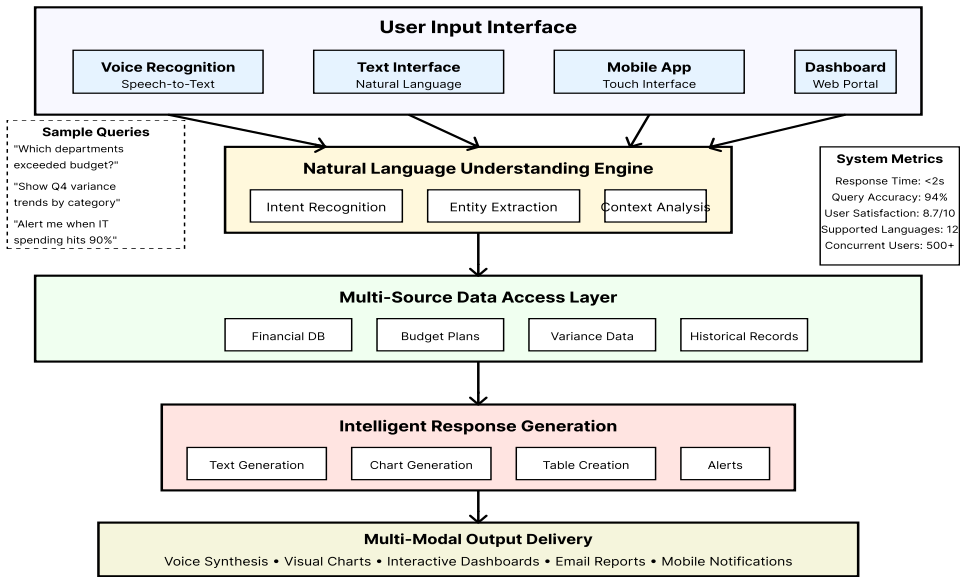 User Input Interface
Voice Recognition
Speech-to-Text
Text Interface
Natural Language
Mobile App
Touch Interface
Dashboard
Web Portal
Sample Queries
"Which departments
exceeded budget?"
"Show Q4 variance
trends by category"
"Alert me when IT
spending hits 90%"
Natural Language Understanding Engine
Intent Recognition
Entity Extraction
Context Analysis
System Metrics
Response Time: <2s
Query Accuracy: 94%
User Satisfaction: 8.7/10
Supported Languages: 12
Concurrent Users: 500+
Multi-Source Data Access Layer
Financial DB
Budget Plans
Variance Data
Historical Records
Intelligent Response Generation
Text Generation
Chart Generation
Table Creation
Alerts
Multi-Modal Output Delivery
Voice Synthesis • Visual Charts • Interactive Dashboards • Email Reports • Mobile Notifications